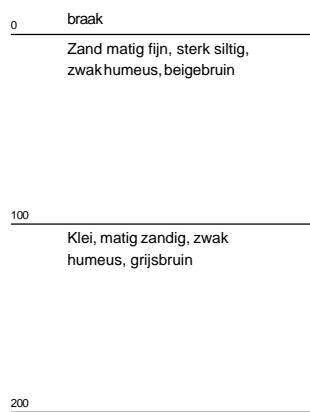 0 braak
Zand matig fijn, sterk siltig,
zwak humeus, beigebruin
100
Klei, matig zandig, zwak
humeus, grijsbruin
200